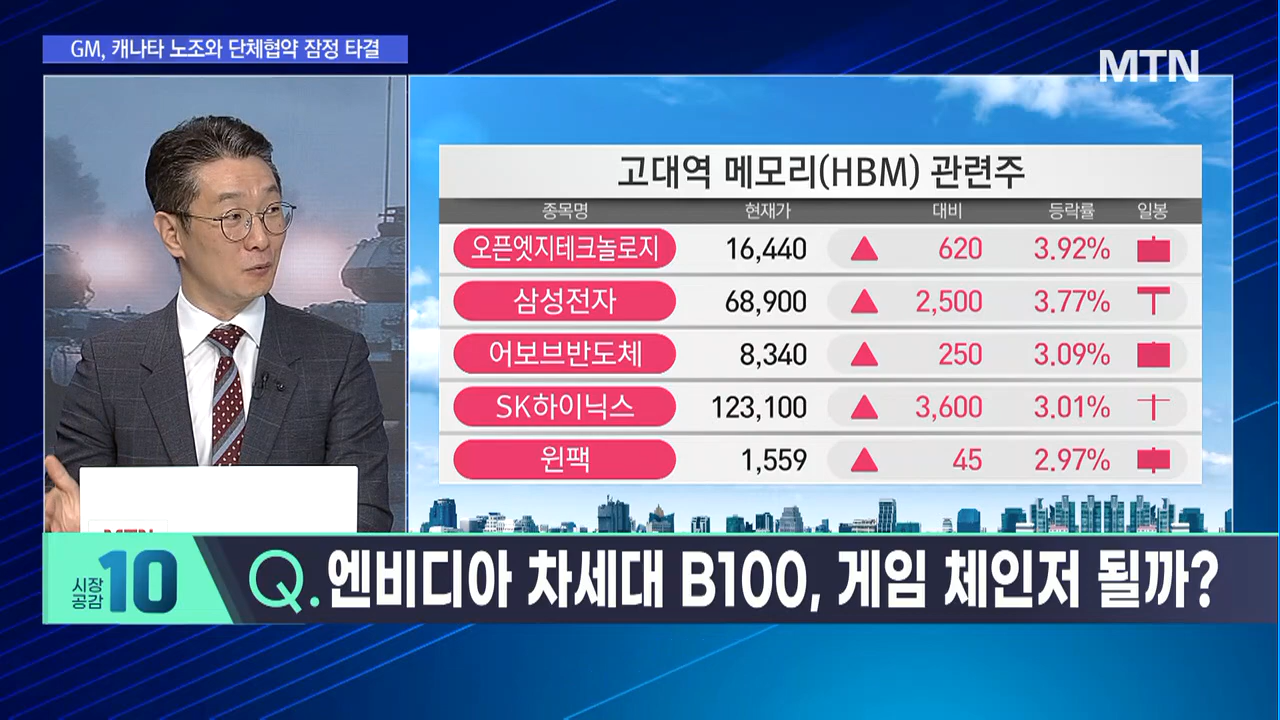 GM, 캐나타 노조와 단체협약 잠정 타결
MTN
고대역 메모리(HBM) 관련주
종목명 현재가 대비 등락률 일봉
오픈엣지테크놀로지 16,440 ▲ 620 3.92%
삼성전자 68,900 ▲ 2,500 3.77%
어보브반도체 8,340 ▲ 250 3.09%
SK하이닉스 123,100 ▲ 3,600 3.01%
윈팩 1,559 ▲ 45 2.97%
MTN
시장
공감
10
Q. 엔비디아 차세대 B100, 게임 체인저 될까?